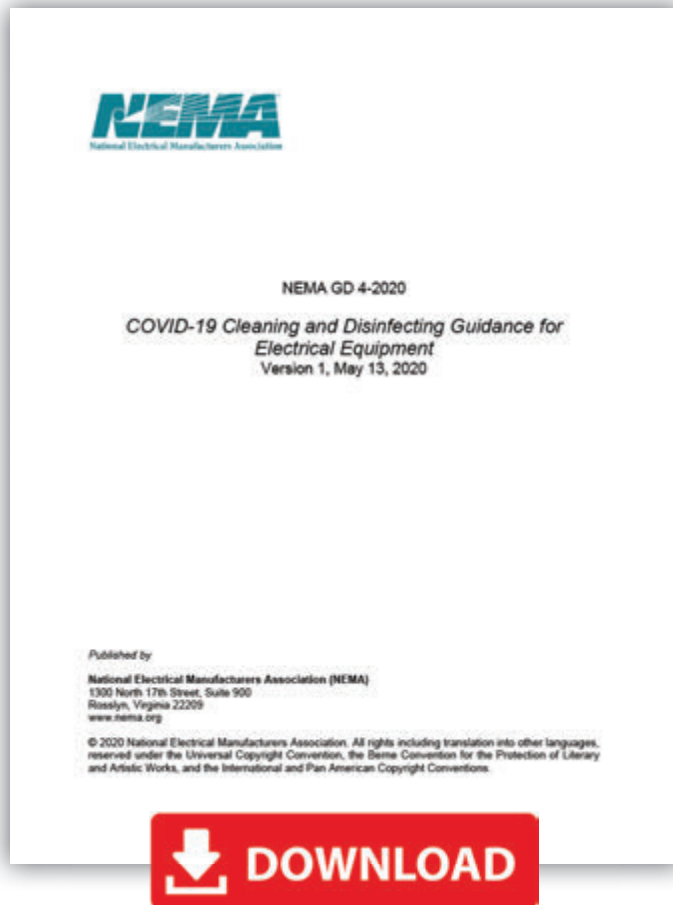 NEMA
National Electrical Manufacturers Association
NEMA GD 4-2020
COVID-19 Cleaning and Disinfecting Guidance for
Electrical Equipment
Version 1, May 13, 2020
Published by
National Electrical Manufacturers Association (NEMA)
1300 North 17th Street, Suite 900
Rosslyn, Virginia 22209
www.nema.org
© 2020 National Electrical Manufacturers Association. All rights including translation into other languages,
reserved under the Universal Copyright Convention, the Berne Convention for the Protection of Literary
and Artistic Works, and the International and Pan American Copyright Conventions.
DOWNLOAD